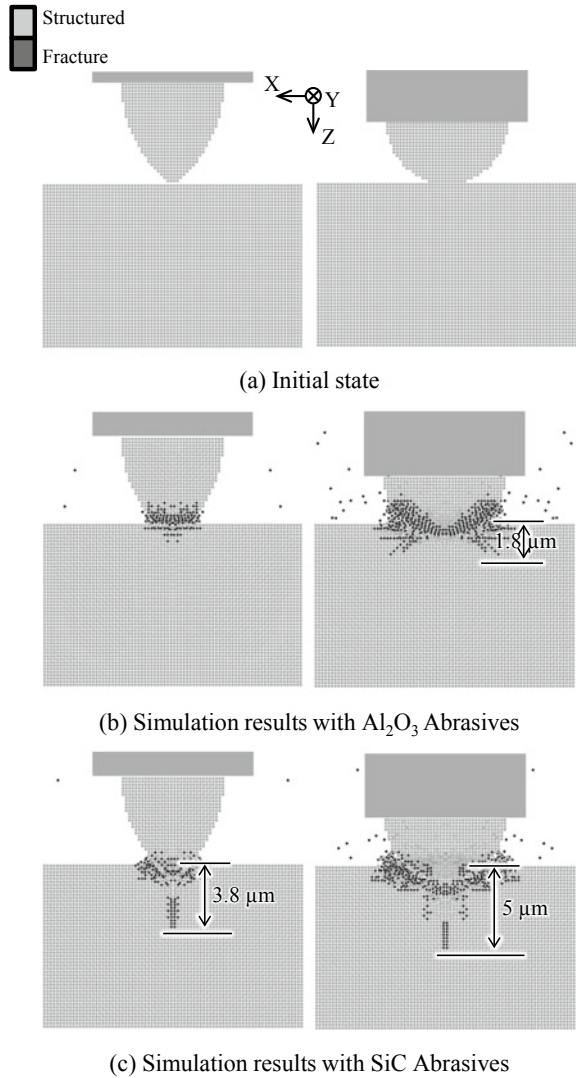 Structured
Fracture
X
Y
Z
(a) Initial state
1.8 µm
(b) Simulation results with Al₂O₃ Abrasives
3.8 µm
5 µm
(c) Simulation results with SiC Abrasives